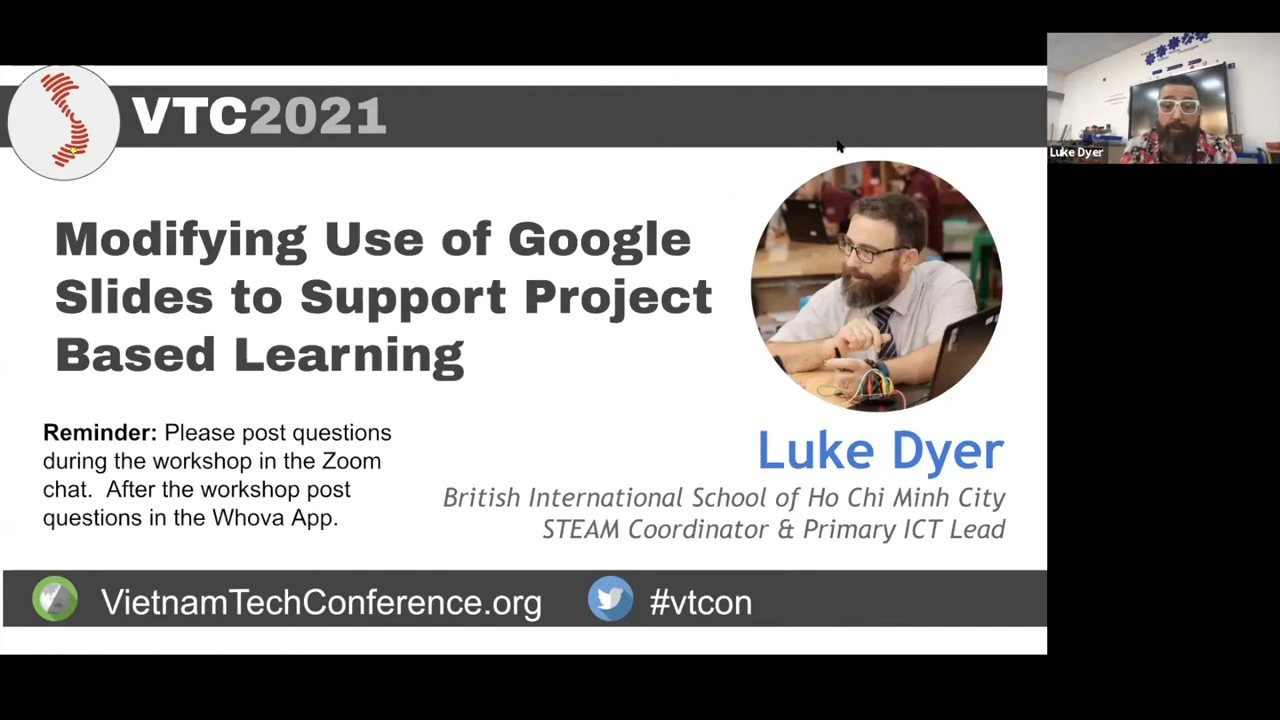 VTC2021
Luke Dyer
Modifying Use of Google
Slides to Support Project
Based Learning
Reminder: Please post questions
during the workshop in the Zoom
chat.  After the workshop post
questions in the Whova App.
Luke Dyer
British International School of Ho Chi Minh City
STEAM Coordinator & Primary ICT Lead
VietnamTechConference.org
#vtcon